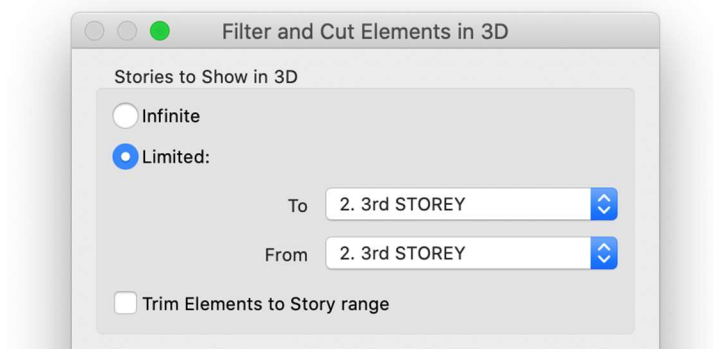 Filter and Cut Elements in 3D
Stories to Show in 3D
Infinite
Limited:
To 2. 3rd STOREY
From 2. 3rd STOREY
Trim Elements to Story range